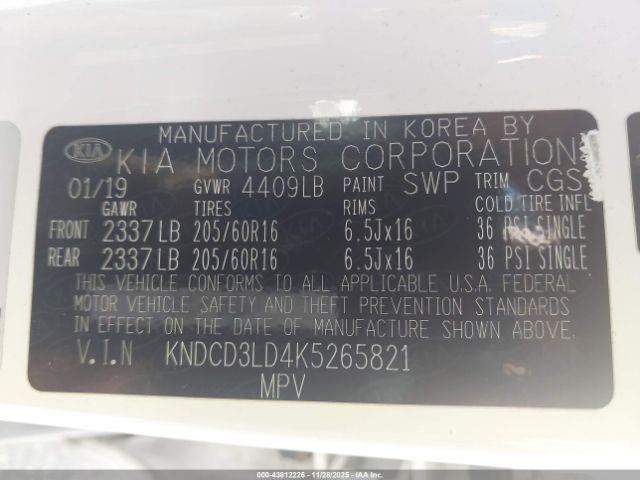 MANUFACTURED IN KOREA BY
KIA KIA MOTORS CORPORATION
01/19 GVWR 4409LB PAINT SWP TRIM CGS
GAWR TIRES RIMS COLD TIRE INFL
FRONT 2337LB 205/60R16 6.5Jx16 36 PSI SINGLE
REAR 2337LB 205/60R16 6.5Jx16 36 PSI SINGLE
THIS VEHICLE CONFORMS TO ALL APPLICABLE U.S.A. FEDERAL
MOTOR VEHICLE SAFETY AND THEFT PREVENTION STANDARDS
IN EFFECT ON THE DATE OF MANUFACTURE SHOWN ABOVE.
V.I.N KNDCD3LD4K5265821
MPV
000-43812226 - 11/28/2025 - IAAI.COM